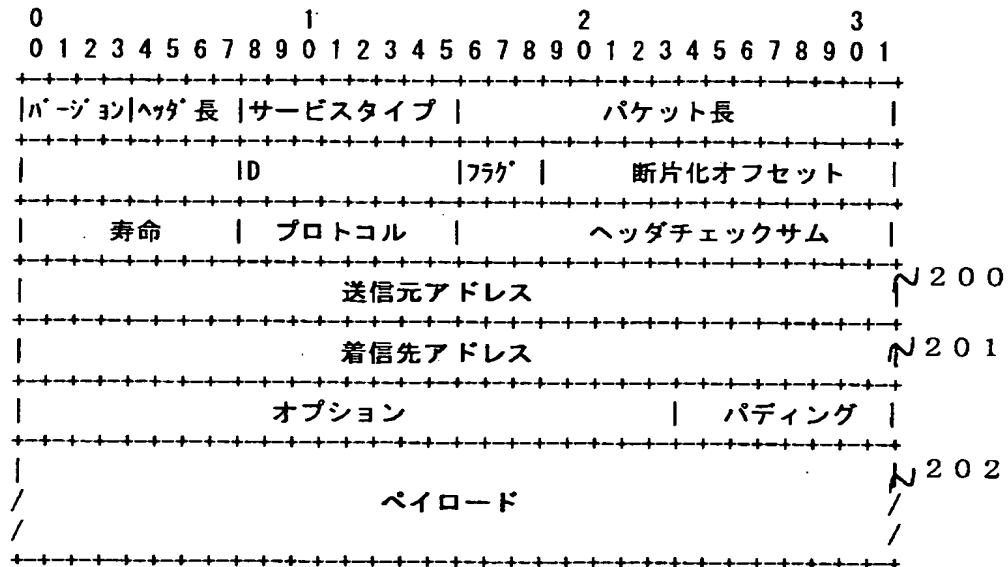 0 1 2 3
0 1 2 3 4 5 6 7 8 9 0 1 2 3 4 5 6 7 8 9 0 1 2 3 4 5 6 7 8 9 0 1
+-+-+-+-+-+-+-+-+-+-+-+-+-+-+-+-+-+-+-+-+-+-+-+-+-+-+-+-+-+-+-+-+
|ﾊﾞｰｼﾞｮﾝ|ﾍｯﾀﾞ長|サービスタイプ| パケット長 |
+-+-+-+-+-+-+-+-+-+-+-+-+-+-+-+-+-+-+-+-+-+-+-+-+-+-+-+-+-+-+-+-+
| ID |ﾌﾗｸﾞ| 断片化オフセット |
+-+-+-+-+-+-+-+-+-+-+-+-+-+-+-+-+-+-+-+-+-+-+-+-+-+-+-+-+-+-+-+-+
| 寿命 | プロトコル | ヘッダチェックサム |
+-+-+-+-+-+-+-+-+-+-+-+-+-+-+-+-+-+-+-+-+-+-+-+-+-+-+-+-+-+-+-+-+
| 送信元アドレス | 200
+-+-+-+-+-+-+-+-+-+-+-+-+-+-+-+-+-+-+-+-+-+-+-+-+-+-+-+-+-+-+-+-+
| 着信先アドレス | 201
+-+-+-+-+-+-+-+-+-+-+-+-+-+-+-+-+-+-+-+-+-+-+-+-+-+-+-+-+-+-+-+-+
| オプション | パディング |
+-+-+-+-+-+-+-+-+-+-+-+-+-+-+-+-+-+-+-+-+-+-+-+-+-+-+-+-+-+-+-+-+
| 202
/ ペイロード /
/ /
+-+-+-+-+-+-+-+-+-+-+-+-+-+-+-+-+-+-+-+-+-+-+-+-+-+-+-+-+-+-+-+-+